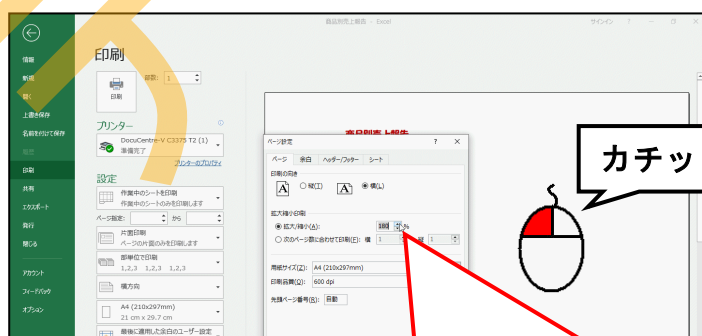 商品別売上報告 - Excel
サインイン ? - × 
印刷
情報
新規
開く
上書き保存
名前を付けて保存
履歴
印刷
共有
エクスポート
発行
閉じる
アカウント
フィードバック
オプション
部数: 1
印刷
プリンター
DocuCentre-V C3375 T2 (1)
準備完了
プリンターのプロパティ
設定
作業中のシートを印刷
作業中のシートのみを印刷します
ページ指定: から
片面印刷
ページの片面のみを印刷します
部単位で印刷
1,2,3 1,2,3 1,2,3
横方向
A4 (210x297mm)
21 cm x 29.7 cm
最後に適用した余白のユーザー設定
商品別売上報告
ページ設定 ? ×
ページ 余白 ヘッダー/フッター シート
印刷の向き
A 縦(T) A 横(L)
拡大縮小印刷
拡大/縮小(A): 100 %
次のページ数に合わせて印刷(F): 横 1 縦 1
用紙サイズ(Z): A4 (210x297mm)
印刷品質(Q): 600 dpi
先頭ページ番号(R): 自動
カチッ